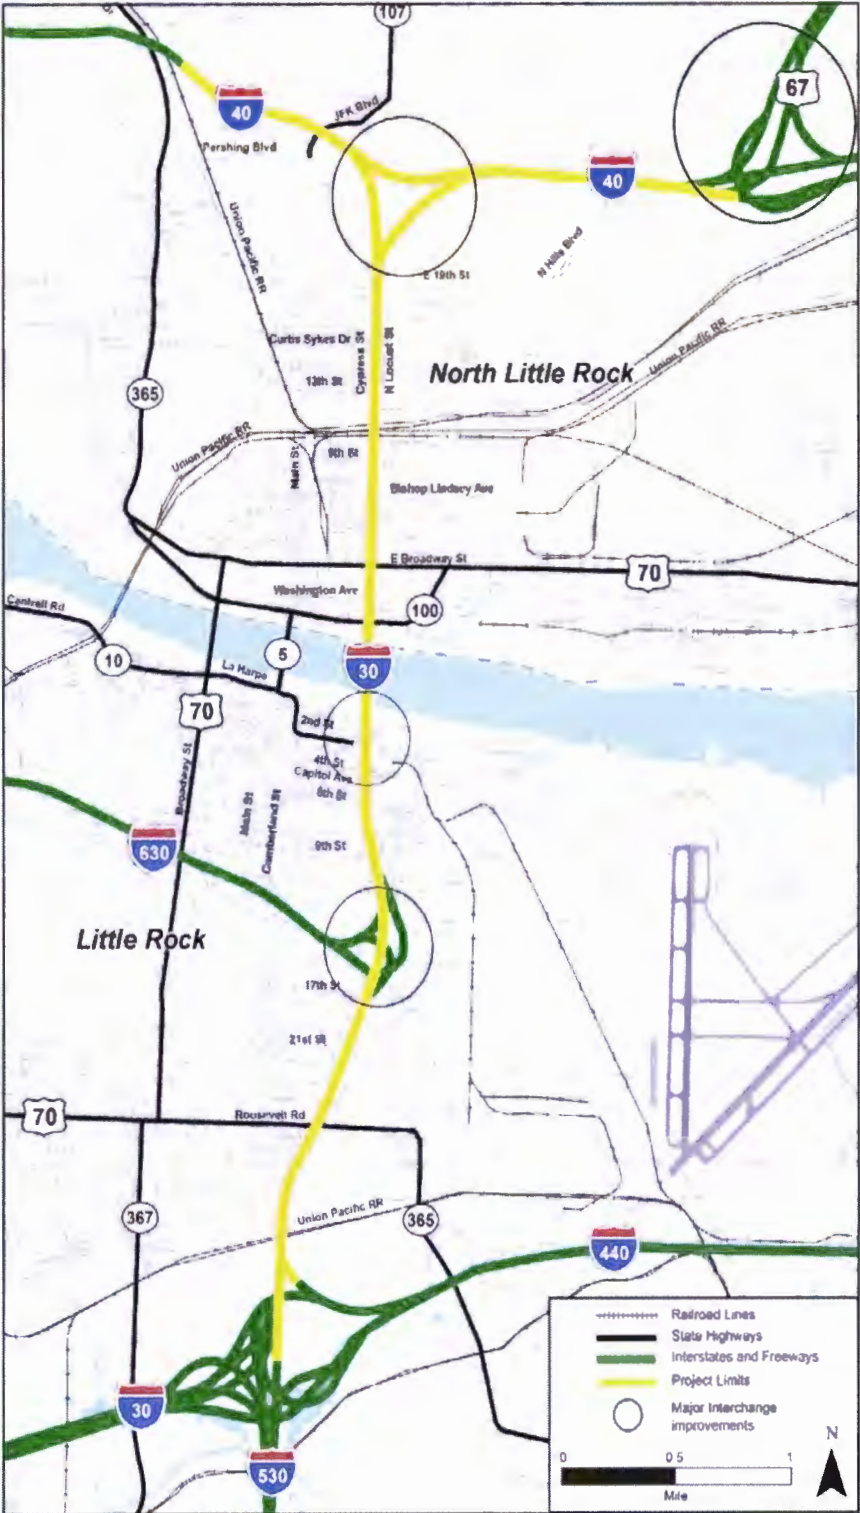 107
67
40
JFK Blvd
Pershing Blvd
40
Union Pacific RR
N Hills Blvd
E 19th St
Curtis Sykes Dr
Cypress St
N Locust St
Union Pacific RR
North Little Rock
13th St
365
Union Pacific RR
Main St
9th St
Bishop Lindsey Ave
E Broadway St
70
Washington Ave
Cantrell Rd
100
10
5
La Harpe
30
70
2nd St
4th St
Capitol Ave
6th St
Broadway St
Main St
Cumberland St
630
9th St
Little Rock
17th St
21st St
70
Roosevelt Rd
367
Union Pacific RR
365
440
30
530
Railroad Lines
State Highways
Interstates and Freeways
Project Limits
Major Interchange
improvements
N
0 0.5 1
Mile